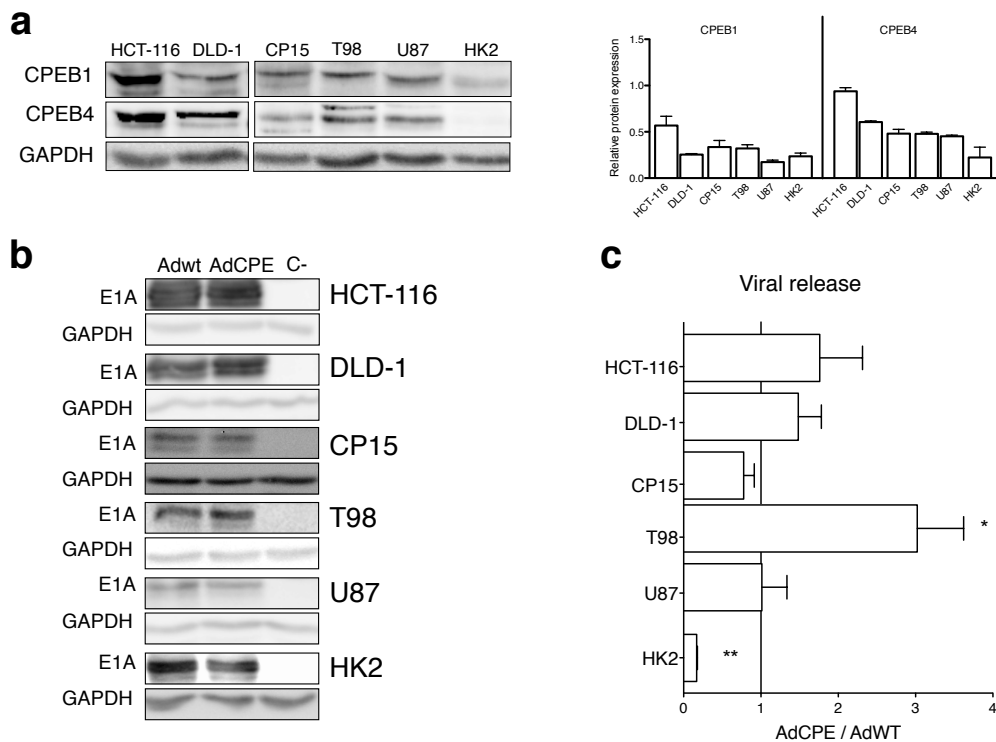 a
HCT-116 DLD-1 CP15 T98 U87 HK2
CPEB1
CPEB4
GAPDH
CPEB1 CPEB4
Relative protein expression
1.5
1.0
0.5
0.0
HCT-116 DLD-1 CP15 T98 U87 HK2 HCT-116 DLD-1 CP15 T98 U87 HK2
b
Adwt AdCPE C-
E1A HCT-116
GAPDH
E1A DLD-1
GAPDH
E1A CP15
GAPDH
E1A T98
GAPDH
E1A U87
GAPDH
E1A HK2
GAPDH
c
Viral release
HCT-116
DLD-1
CP15
T98 *
U87
HK2 **
0 1 2 3 4
AdCPE / AdWT